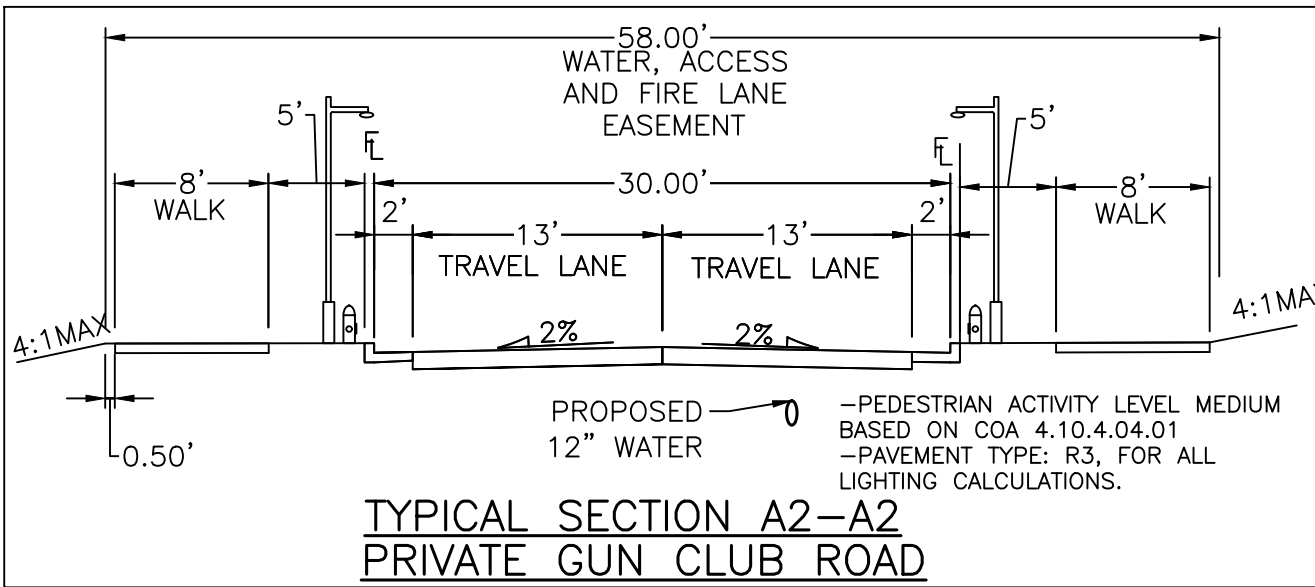 58.00'
WATER, ACCESS
AND FIRE LANE
EASEMENT
5'
5'
FL
FL
8'
WALK
30.00'
8'
WALK
2'
2'
13'
TRAVEL LANE
13'
TRAVEL LANE
4:1MAX
2%
2%
4:1MAX
0.50'
PROPOSED
12" WATER
-PEDESTRIAN ACTIVITY LEVEL MEDIUM
BASED ON COA 4.10.4.04.01
-PAVEMENT TYPE: R3, FOR ALL
LIGHTING CALCULATIONS.
TYPICAL SECTION A2-A2
PRIVATE GUN CLUB ROAD